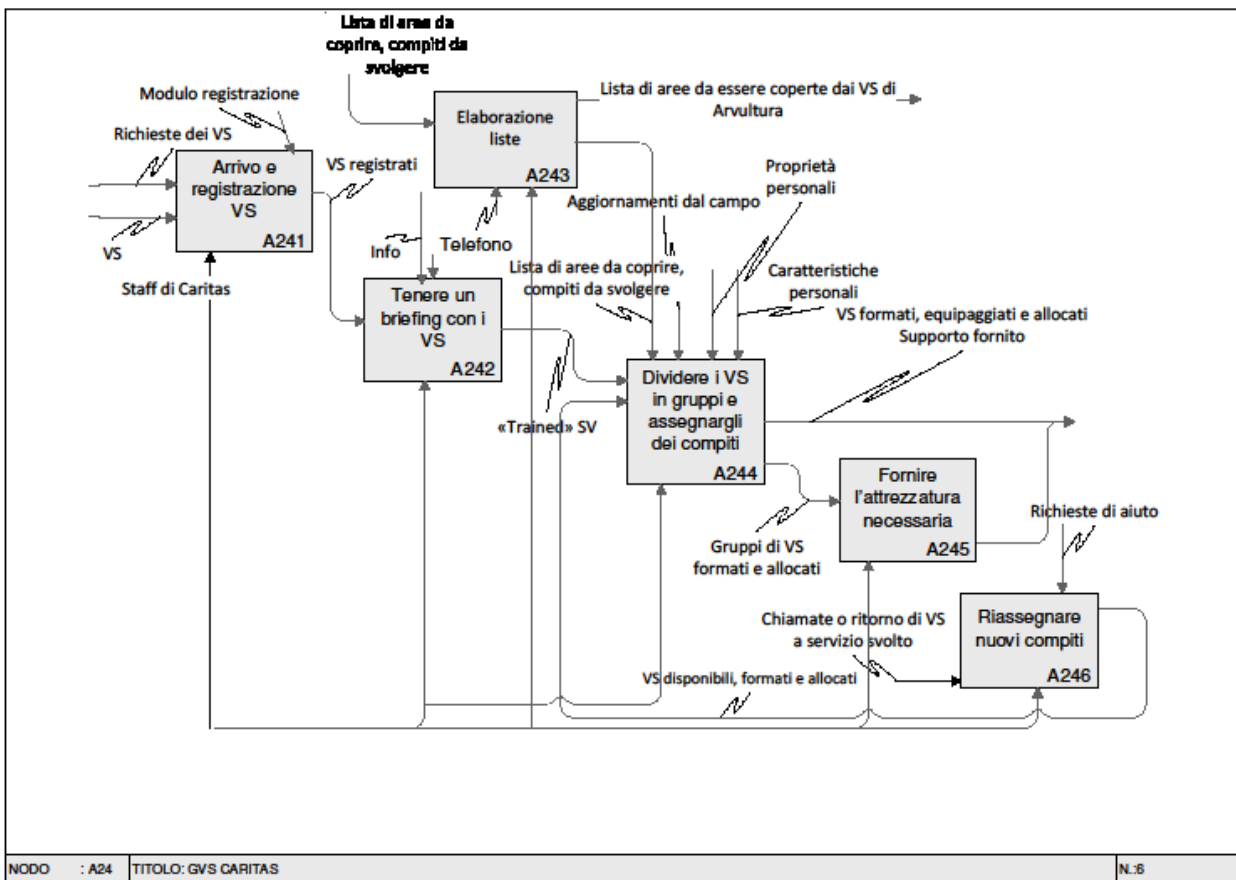 Lista di aree da
coprire, compiti da
svolgere
Modulo registrazione
Richieste dei VS
VS
Arrivo e
registrazione
VS
A241
VS registrati
Staff di Caritas
Elaborazione
liste
A243
Lista di aree da essere coperte dai VS di
Arvultura
Info
Telefono
Tenere un
briefing con i
VS
A242
«Trained» SV
Aggiornamenti dal campo
Proprietà
personali
Lista di aree da coprire,
compiti da svolgere
Caratteristiche
personali
VS formati, equipaggiati e allocati
Supporto fornito
Dividere i VS
in gruppi e
assegnargli
dei compiti
A244
Gruppi di VS
formati e allocati
Fornire
l'attrezzatura
necessaria
A245
Richieste di aiuto
Chiamate o ritorno di VS
a servizio svolto
Riassegnare
nuovi compiti
A246
VS disponibili, formati e allocati
NODO : A24 TITOLO: GVS CARITAS N.:6